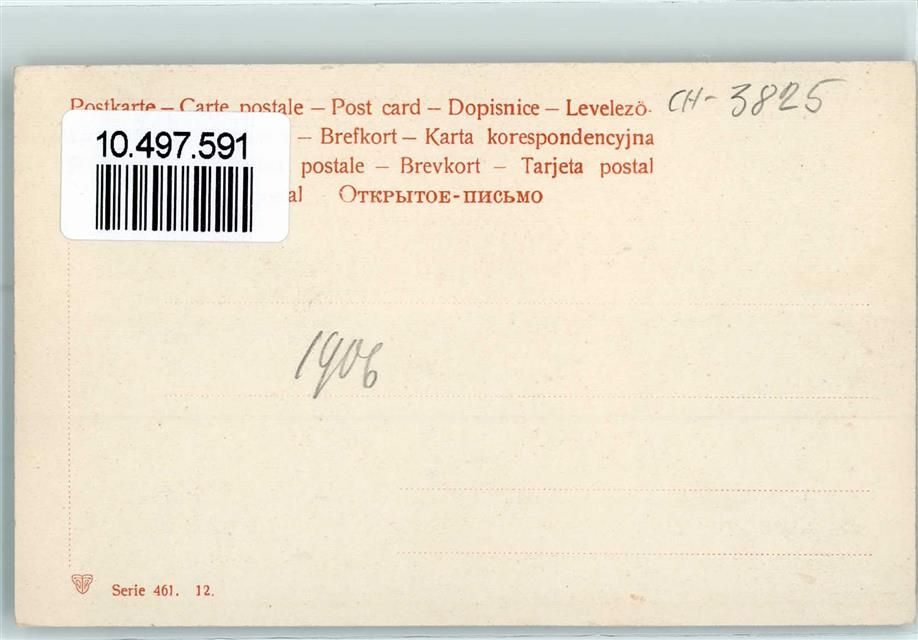 Postkarte – Carte postale – Post card – Dopisnice – Levelező- CH-3825
– Brefkort – Karta korespondencyjna
10.497.591
postale – Brevkort – Tarjeta postal
al Открытое-письмо
1906
Serie 461. 12.